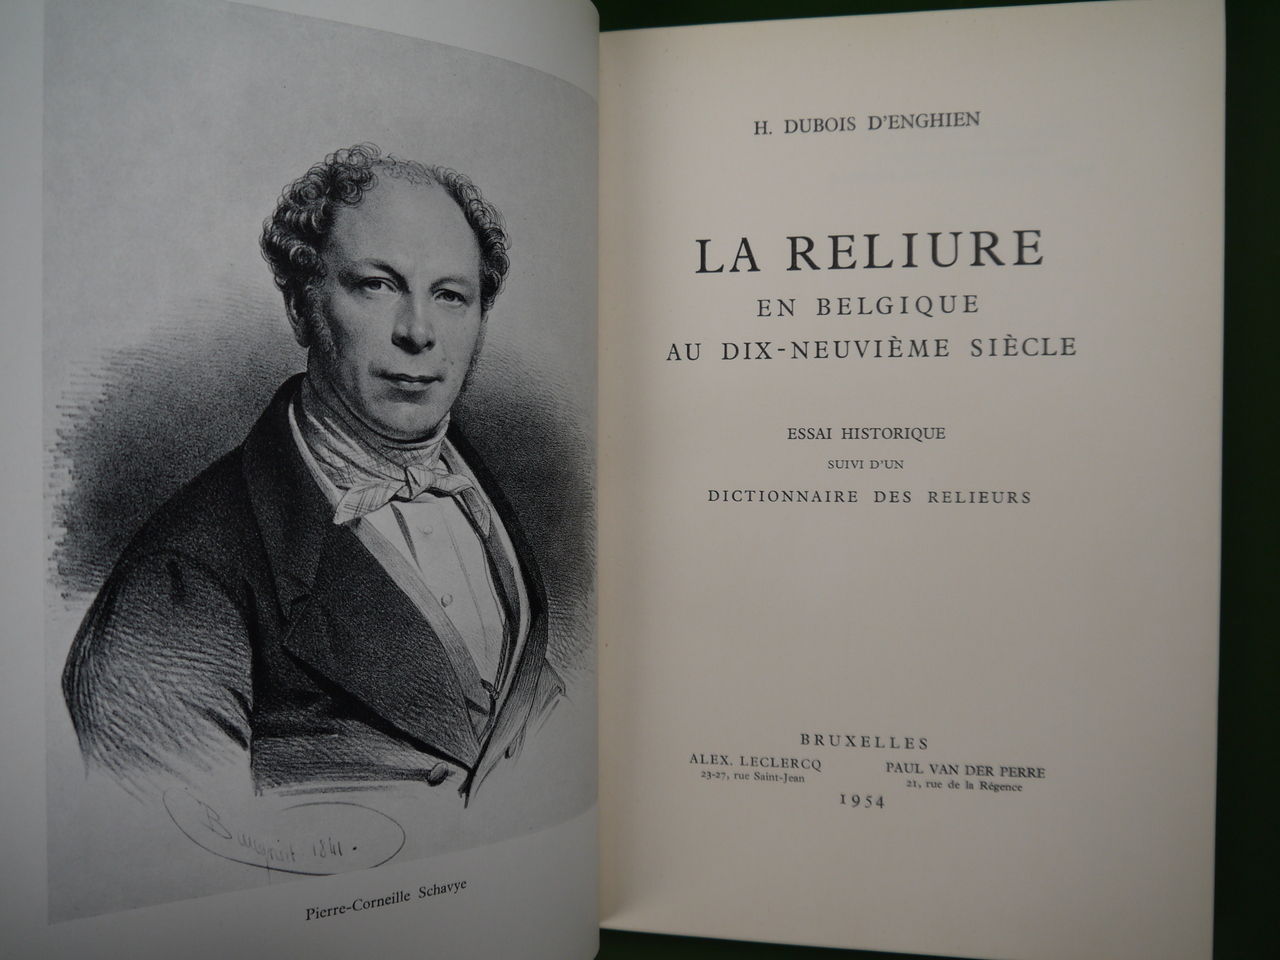 Baugniet. 1841.
Pierre-Corneille Schavye
H. DUBOIS D'ENGHIEN
LA RELIURE
EN BELGIQUE
AU DIX-NEUVIÈME SIÈCLE
ESSAI HISTORIQUE
SUIVI D'UN
DICTIONNAIRE DES RELIEURS
BRUXELLES
ALEX. LECLERCQ
23-27, rue Saint-Jean
PAUL VAN DER PERRE
21, rue de la Régence
1954